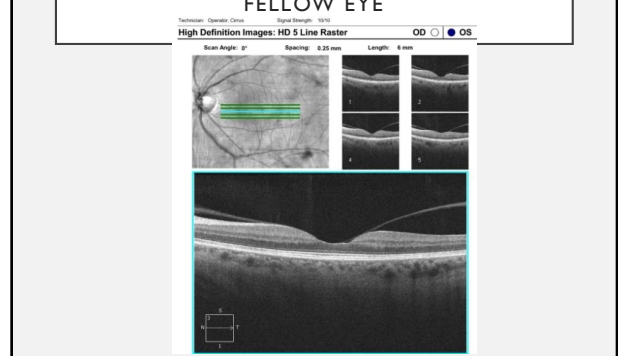 FELLOW EYE
Technician: Operator, Cirrus Signal Strength: 10/10
High Definition Images: HD 5 Line Raster OD OS
Scan Angle: 0° Spacing: 0.25 mm Length: 6 mm
1 2
4 5
3
S
N T
I